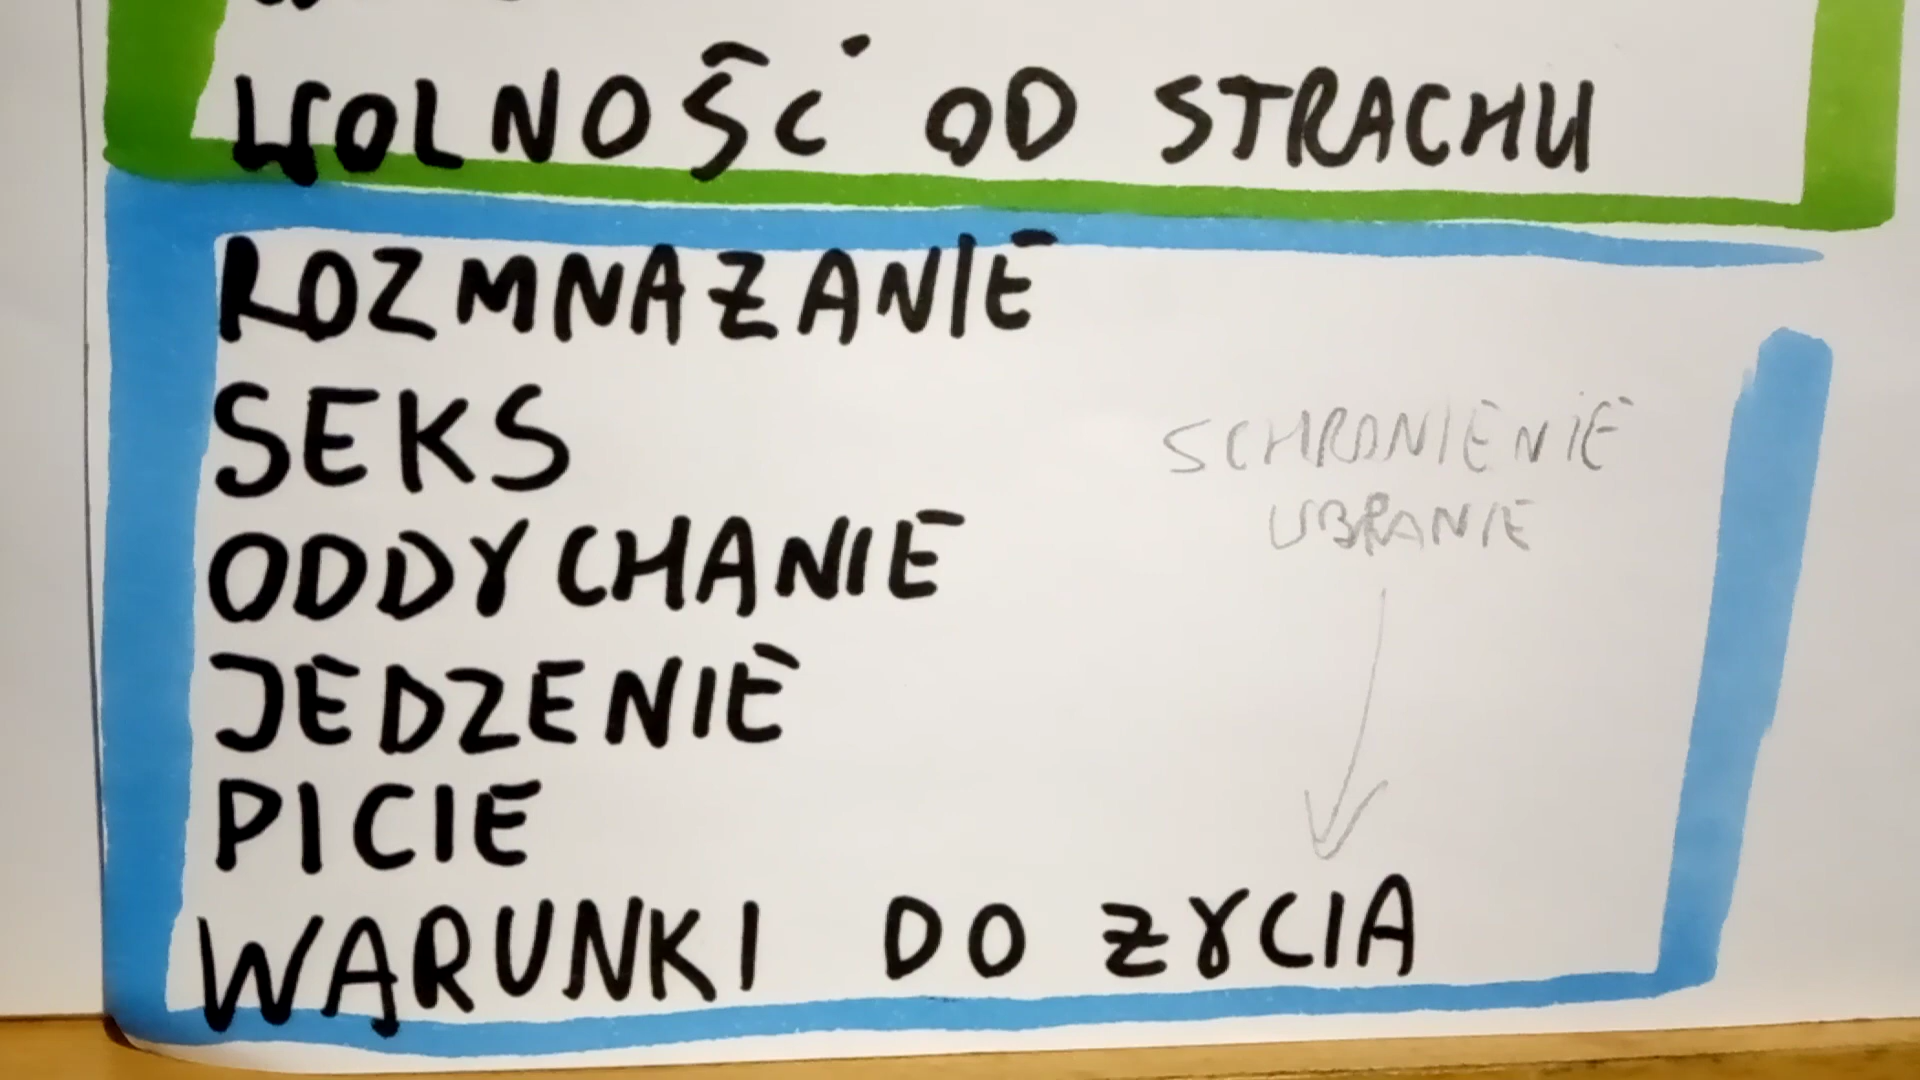 WOLNOŚĆ OD STRACHU
ROZMNAŻANIE
SEKS
ODDYCHANIE
SCHRONIENIE
UBRANIE
JEDZENIE
PICIE
WARUNKI DO ŻYCIA